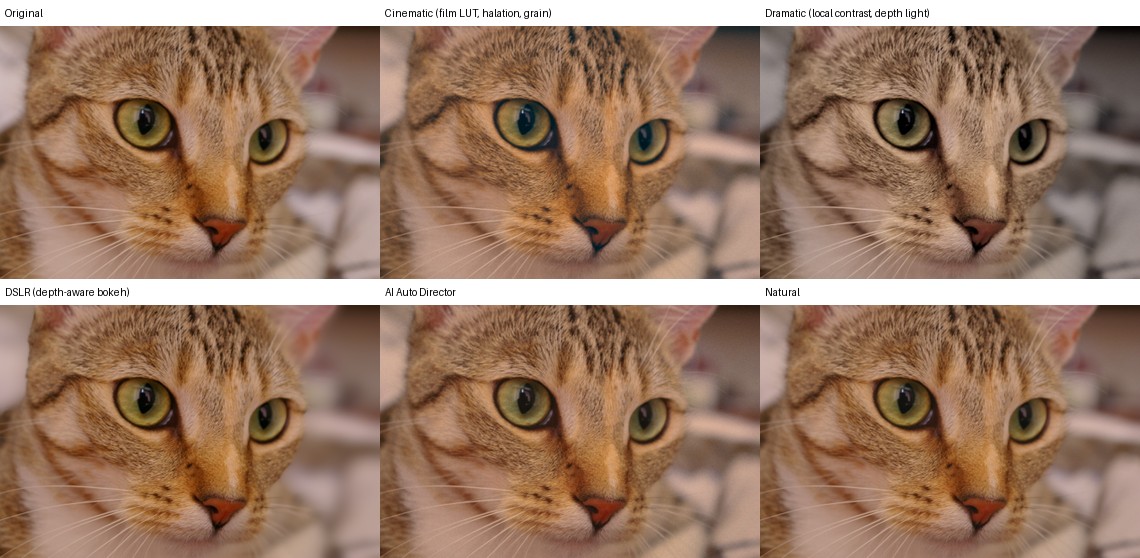 Original
Cinematic (film LUT, halation, grain)
Dramatic (local contrast, depth light)
DSLR (depth-aware bokeh)
AI Auto Director
Natural